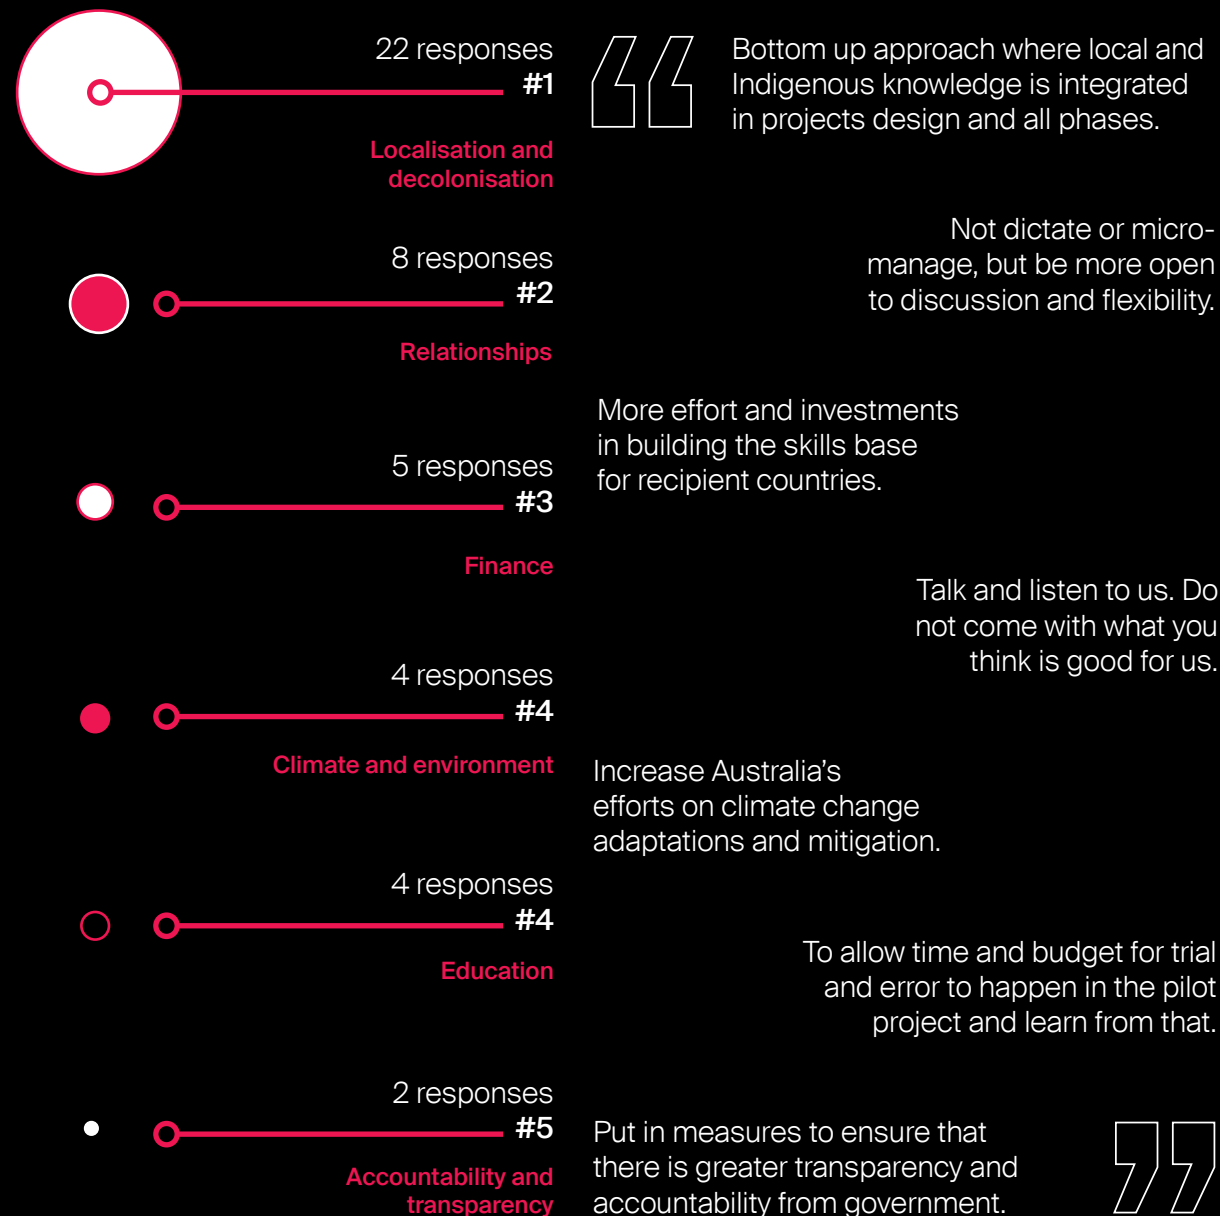 22 responses
#1
Localisation and
decolonisation
Bottom up approach where local and
Indigenous knowledge is integrated
in projects design and all phases.
Not dictate or micro-
manage, but be more open
to discussion and flexibility.
8 responses
#2
Relationships
More effort and investments
in building the skills base
for recipient countries.
5 responses
#3
Finance
Talk and listen to us. Do
not come with what you
think is good for us.
4 responses
#4
Climate and environment
Increase Australia’s
efforts on climate change
adaptations and mitigation.
4 responses
#4
Education
To allow time and budget for trial
and error to happen in the pilot
project and learn from that.
2 responses
#5
Accountability and
transparency
Put in measures to ensure that
there is greater transparency and
accountability from government.